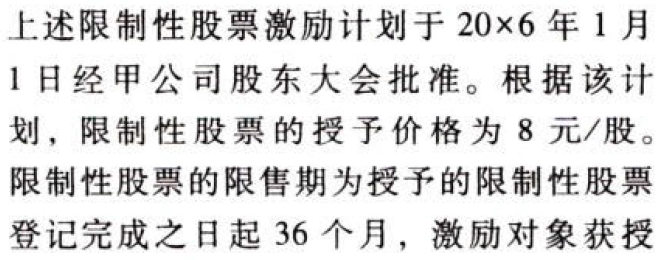 上述限制性股票激励计划于 20×6 年 1 月
1 日经甲公司股东大会批准。根据该计
划，限制性股票的授予价格为 8 元/股。
限制性股票的限售期为授予的限制性股票
登记完成之日起 36 个月，激励对象获授